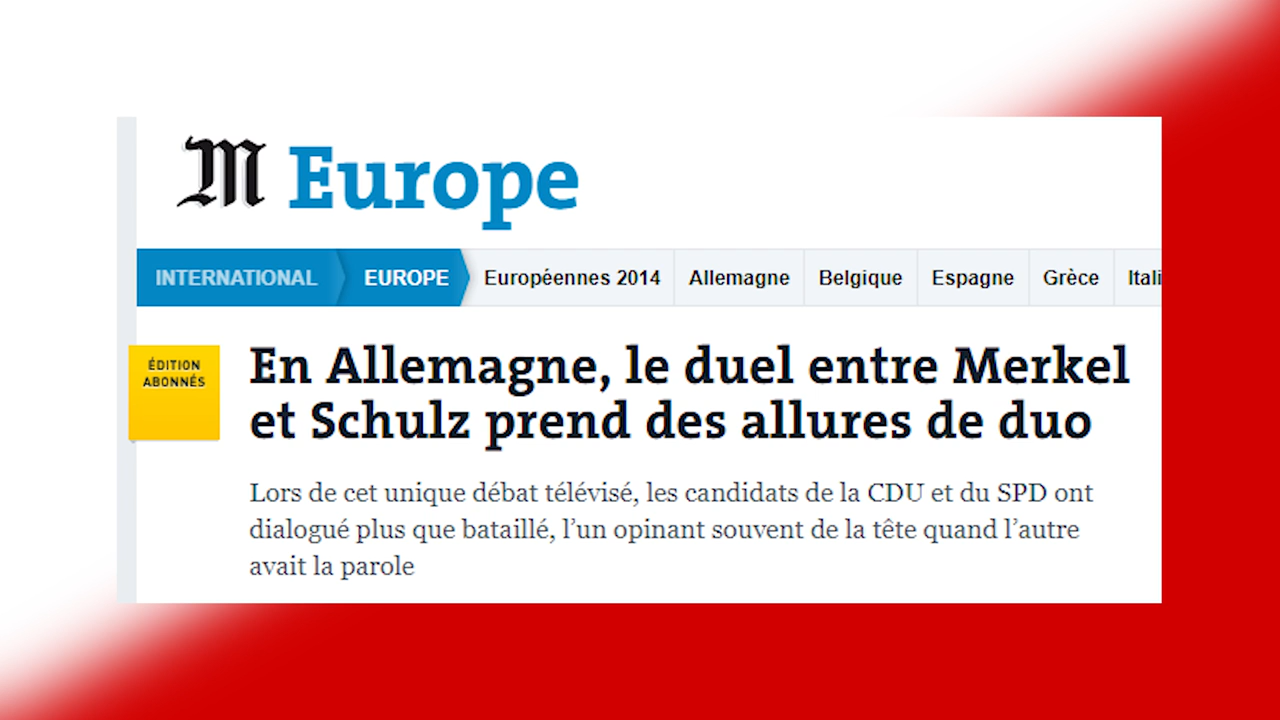 M Europe
INTERNATIONAL EUROPE Européennes 2014 Allemagne Belgique Espagne Grèce Itali
ÉDITION
ABONNÉS
En Allemagne, le duel entre Merkel
et Schulz prend des allures de duo
Lors de cet unique débat télévisé, les candidats de la CDU et du SPD ont
dialogué plus que bataillé, l’un opinant souvent de la tête quand l’autre
avait la parole